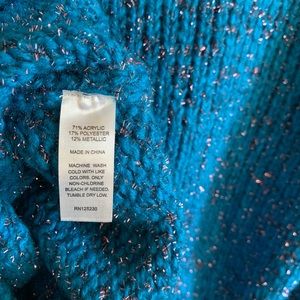 71% ACRYLIC
17% POLYESTER
12% METALLIC
MADE IN CHINA
MACHINE WASH
COLD WITH LIKE
COLORS. ONLY
NON-CHLORINE
BLEACH IF NEEDED.
TUMBLE DRY LOW.
RN125230